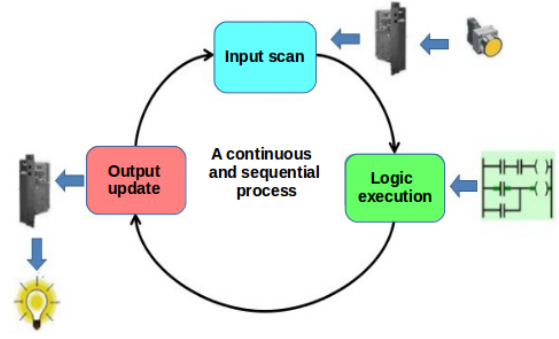 Input scan
A continuous
and sequential
process
Logic
execution
Output
update